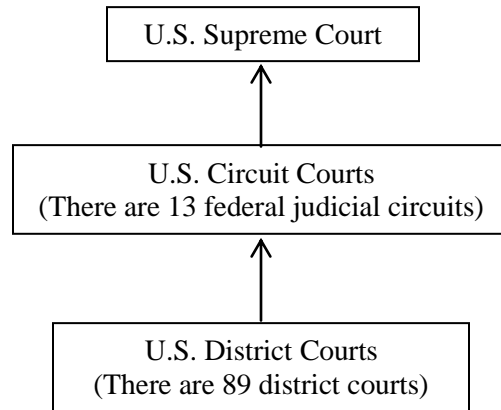 U.S. Supreme Court
U.S. Circuit Courts
(There are 13 federal judicial circuits)
U.S. District Courts
(There are 89 district courts)